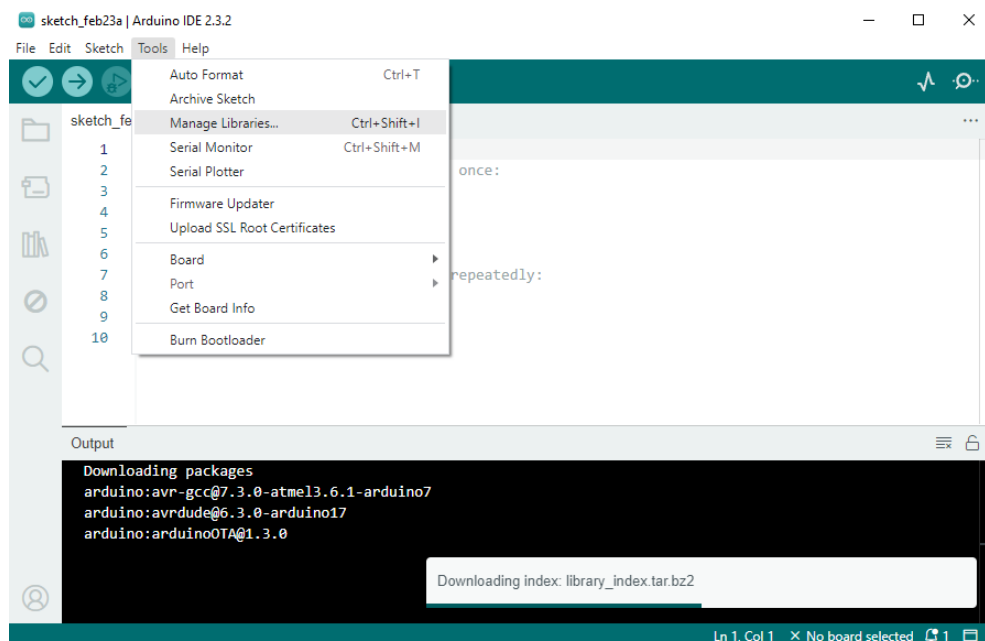 sketch_feb23a | Arduino IDE 2.3.2
File Edit Sketch Tools Help
Auto Format Ctrl+T
Archive Sketch
sketch_fe Manage Libraries... Ctrl+Shift+I
1 Serial Monitor Ctrl+Shift+M
2 Serial Plotter once:
3
4 Firmware Updater
5 Upload SSL Root Certificates
6 Board
7 Port repeatedly:
8 Get Board Info
9
10 Burn Bootloader
Output
Downloading packages
arduino:avr-gcc@7.3.0-atmel3.6.1-arduino7
arduino:avrdude@6.3.0-arduino17
arduino:arduinoOTA@1.3.0
Downloading index: library_index.tar.bz2
Ln 1, Col 1 × No board selected 1